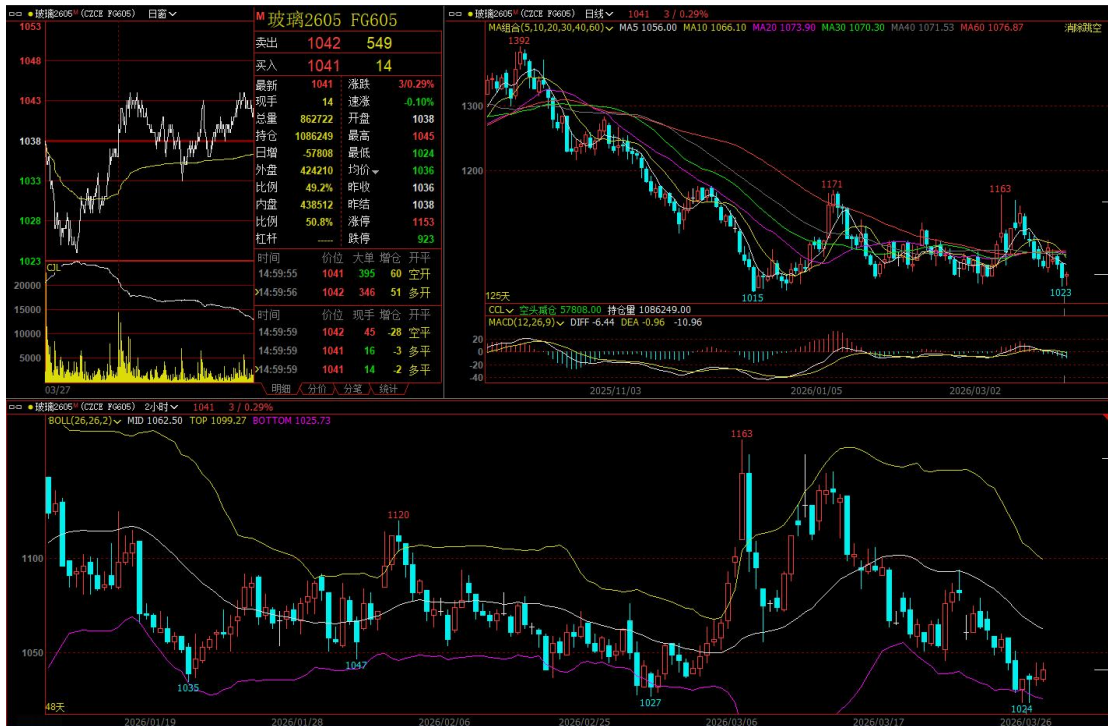 玻璃2605 M (CZCE FG605) 日窗
1053
1048
1043
1038
1033
1028
1023
CJL
20000
15000
10000
5000
03/27
M 玻璃2605 FG605
卖出 1042 549
买入 1041 14
最新 1041 涨跌 3/0.29%
现手 14 速涨 -0.10%
总量 862722 开盘 1038
持仓 1086249 最高 1045
日增 -57808 最低 1024
外盘 424210 均价 1036
比例 49.2% 昨收 1036
内盘 438512 昨结 1038
比例 50.8% 涨停 1153
杠杆 ----- 跌停 923
时间 价位 大单 增仓 开平
14:59:55 1041 395 60 空开
14:59:56 1042 346 51 多开
时间 价位 现手 增仓 开平
14:59:59 1042 45 -28 空平
14:59:59 1041 16 -3 多平
14:59:59 1041 14 -2 多平
明细 分价 分笔 统计
玻璃2605 M (CZCE FG605) 日线 1041 3 / 0.29%
MA组合(5,10,20,30,40,60) MA5 1056.00 MA10 1066.10 MA20 1073.90 MA30 1070.30 MA40 1071.53 MA60 1076.87 消除跳空
1392
1300
1200
1171
1163
1015
1023
125天
CCL 空头减仓 57808.00 持仓量 1086249.00
MACD(12,26,9) DIFF -6.44 DEA -0.96 -10.96
20
0
-20
-40
2025/11/03 2026/01/05 2026/03/02
玻璃2605 M (CZCE FG605) 2小时 1041 3 / 0.29%
BOLL(26,26,2) MID 1062.50 TOP 1099.27 BOTTOM 1025.73
1163
1120
1100
1050
1047
1035
1027
1024
48天
2026/01/19 2026/01/28 2026/02/06 2026/02/25 2026/03/06 2026/03/17 2026/03/26